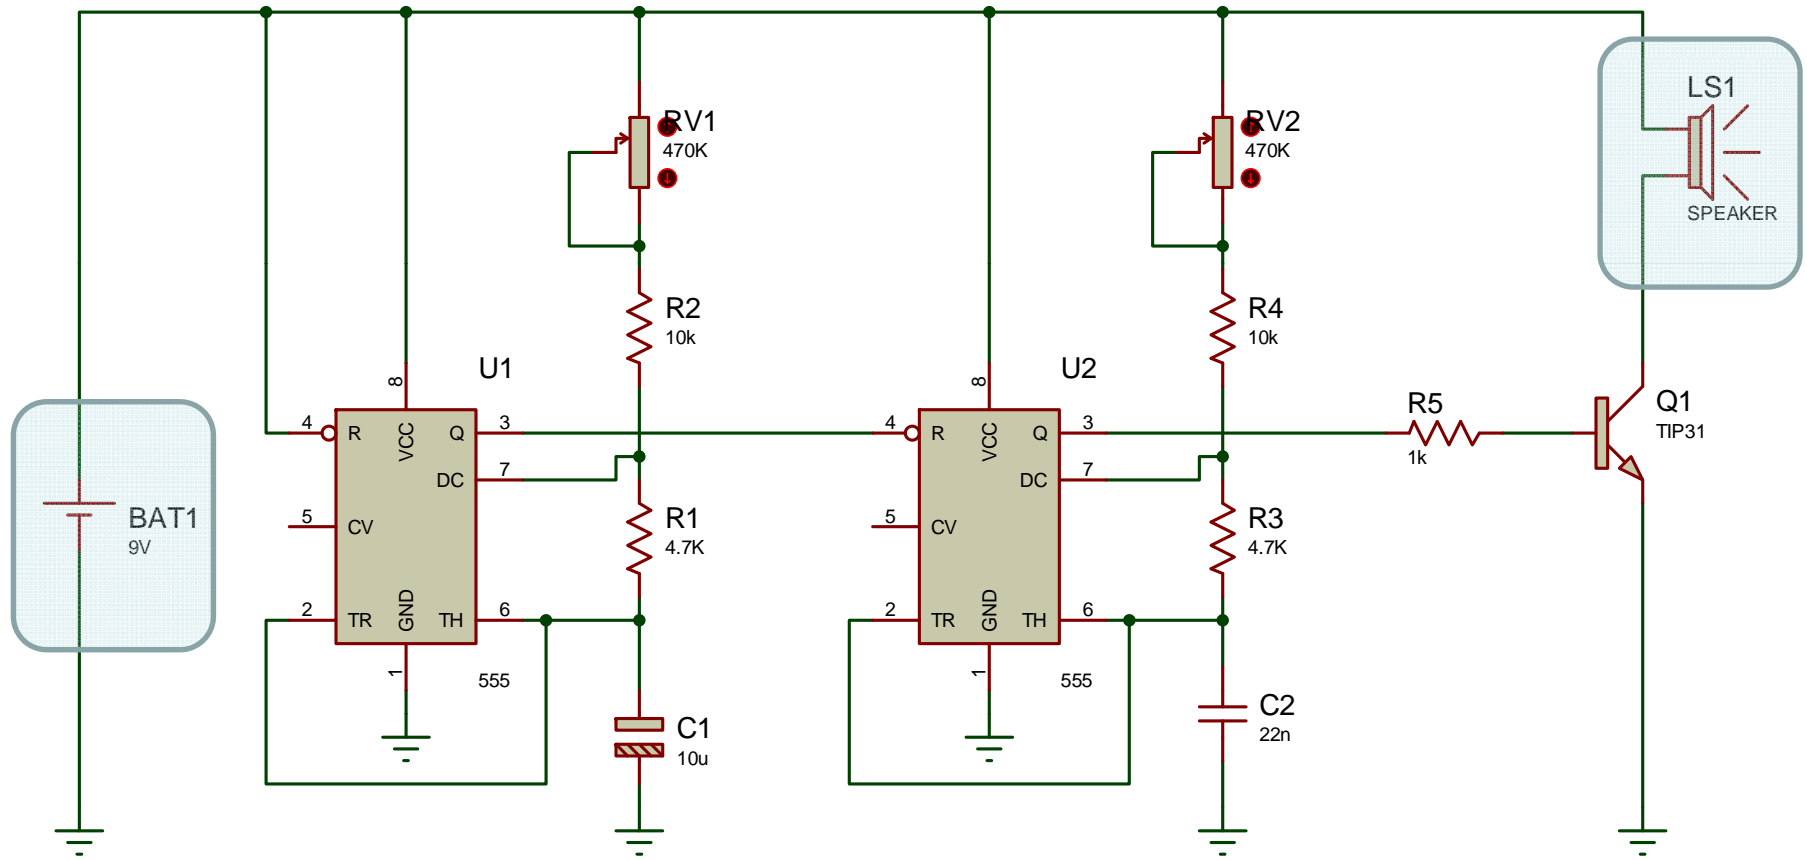 BAT1
9V
U1
4
R
8
VCC
Q
3
DC
7
5
CV
2
TR
GND
TH
6
1
555
RV1
470K
R2
10k
R1
4.7K
C1
10u
U2
4
R
8
VCC
Q
3
DC
7
5
CV
2
TR
GND
TH
6
1
555
RV2
470K
R4
10k
R3
4.7K
C2
22n
R5
1k
Q1
TIP31
LS1
SPEAKER